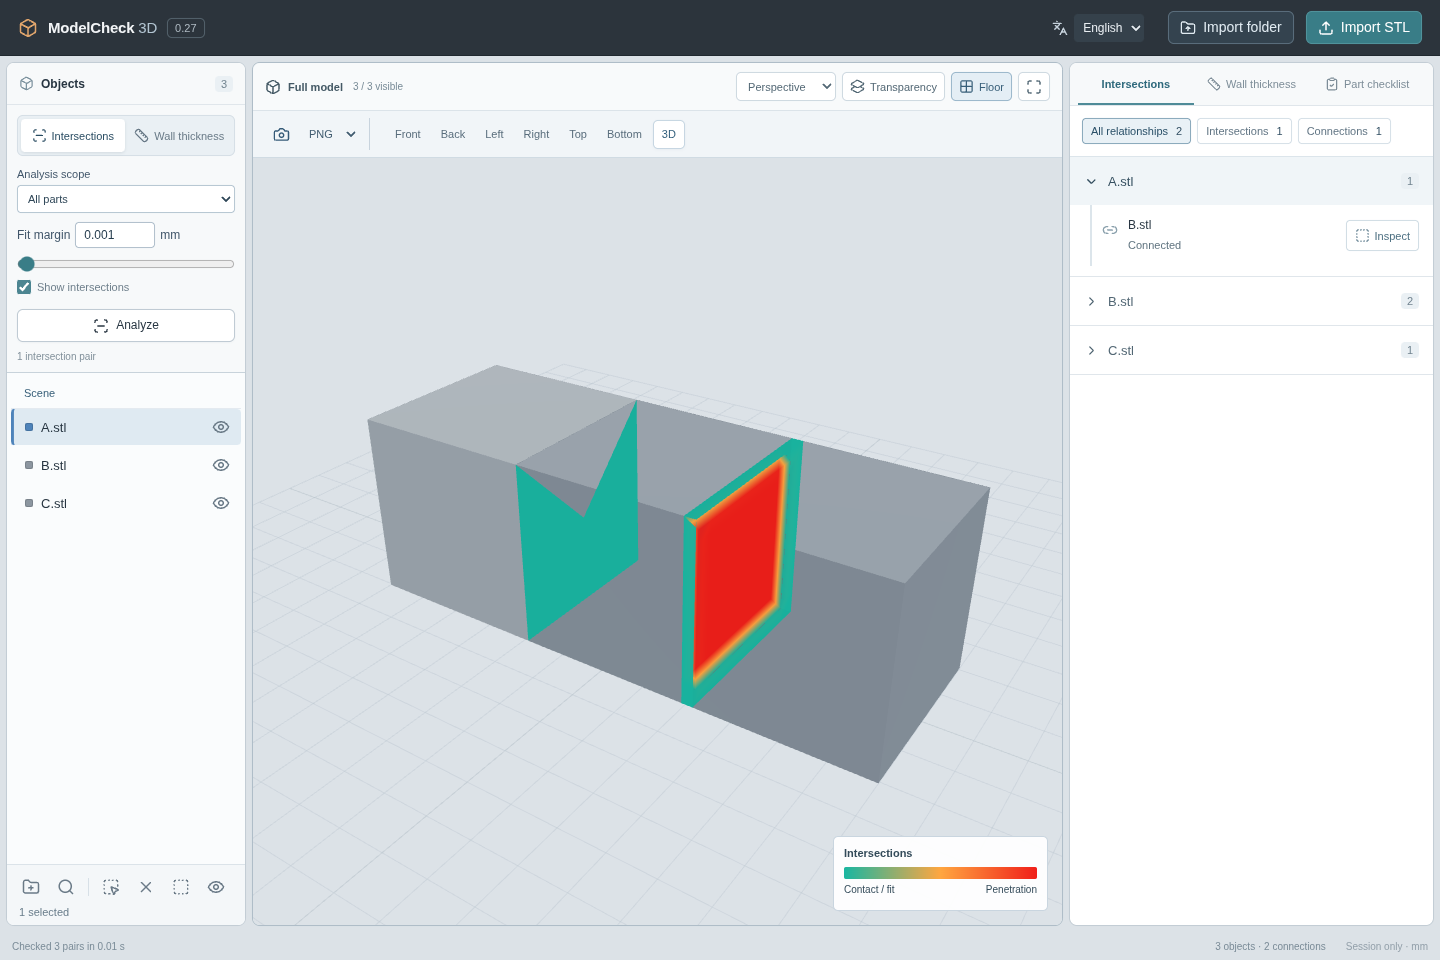 ModelCheck 3D 0.27
English
Import folder
Import STL
Objects 3
Intersections Wall thickness
Analysis scope
All parts
Fit margin 0.001 mm
Show intersections
Analyze
1 intersection pair
Scene
A.stl
B.stl
C.stl
1 selected
Full model 3 / 3 visible
Perspective Transparency Floor
PNG Front Back Left Right Top Bottom 3D
Intersections
Contact / fit Penetration
Intersections Wall thickness Part checklist
All relationships 2 Intersections 1 Connections 1
A.stl 1
B.stl
Connected
Inspect
B.stl 2
C.stl 1
Checked 3 pairs in 0.01 s
3 objects · 2 connections Session only · mm